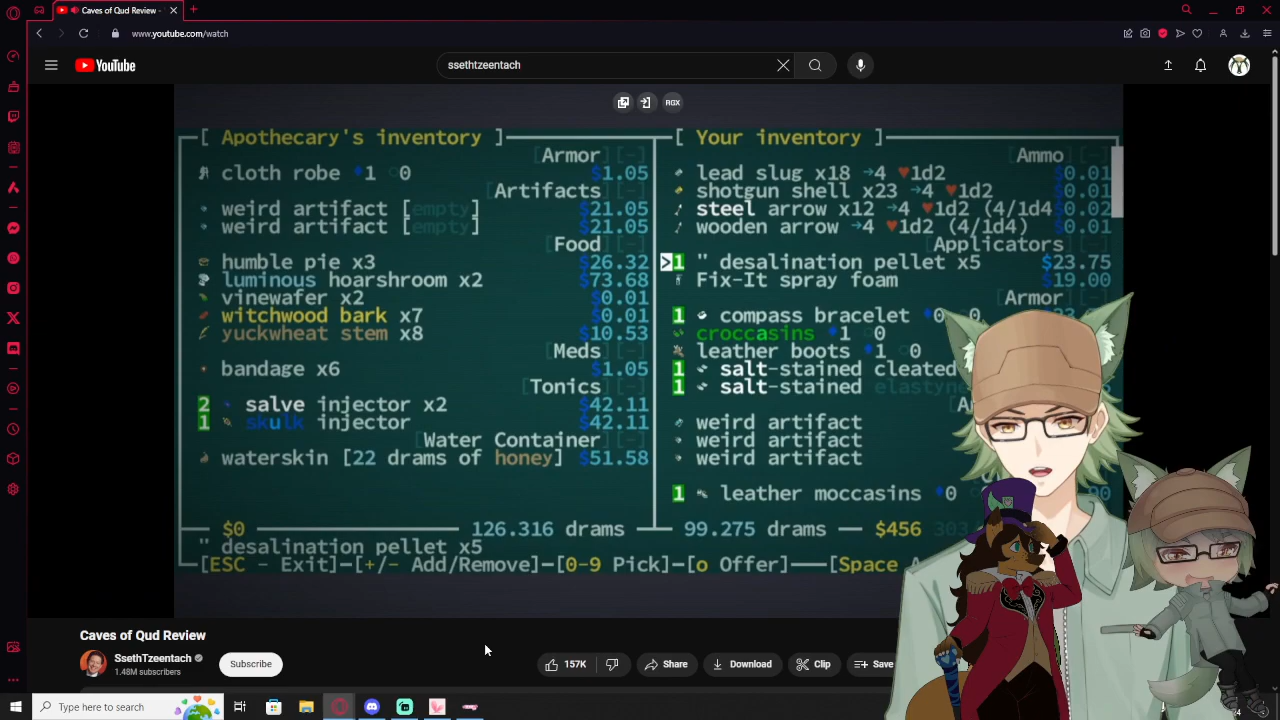 Caves of Qud Review -
www.youtube.com/watch
YouTube
ssethtzeentach
RGX
[ Apothecary's inventory ]
[Armor][-]
cloth robe 1 0 $1.05
[Artifacts][-]
weird artifact [empty] $21.05
weird artifact [empty] $21.05
[Food][-]
humble pie x3 $26.32
luminous hoarshroom x2 $73.68
vinewafer x2 $0.01
witchwood bark x7 $0.01
yuckwheat stem x8 $10.53
[Meds][-]
bandage x6 $1.05
[Tonics][-]
2 salve injector x2 $42.11
1 skulk injector $42.11
[Water Container][-]
waterskin [22 drams of honey] $51.58
$0 126.316 drams
[ Your inventory ]
[Ammo][-]
lead slug x18 →4 ♥1d2 $0.01
shotgun shell x23 →4 ♥1d2 $0.01
steel arrow x12 →4 ♥1d2 (4/1d4 $0.02
wooden arrow →4 ♥1d2 (4/1d4) $0.01
[Applicators][-]
>1 " desalination pellet x5 $23.75
Fix-It spray foam $19.00
[Armor][-]
1 compass bracelet 0 0
croccasins 1 0
leather boots 1 0
1 salt-stained cleated
1 salt-stained elastyne
weird artifact
weird artifact
weird artifact
1 leather moccasins 0
99.275 drams — $456
" desalination pellet x5
[ESC - Exit]-[+/- Add/Remove]-[0-9 Pick]-[o Offer]-[Space
Caves of Qud Review
SsethTzeentach
1.48M subscribers
Subscribe
157K
Share
Download
Clip
Save
Type here to search